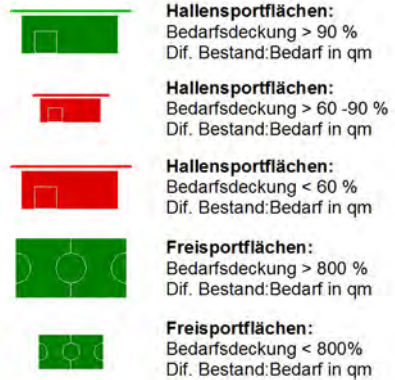 Hallensportflächen:
Bedarfsdeckung > 90 %
Dif. Bestand:Bedarf in qm
Hallensportflächen:
Bedarfsdeckung > 60 -90 %
Dif. Bestand:Bedarf in qm
Hallensportflächen:
Bedarfsdeckung < 60 %
Dif. Bestand:Bedarf in qm
Freisportflächen:
Bedarfsdeckung > 800 %
Dif. Bestand:Bedarf in qm
Freisportflächen:
Bedarfsdeckung < 800%
Dif. Bestand:Bedarf in qm